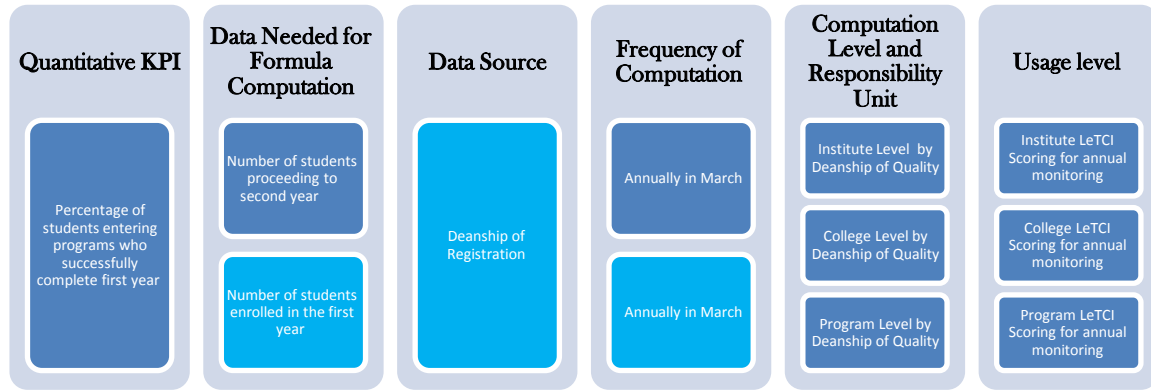 Quantitative KPI
Percentage of
students entering
programs who
successfully
complete first year
Data Needed for
Formula
Computation
Number of students
proceeding to
second year
Number of students
enrolled in the first
year
Data Source
Deanship of
Registration
Frequency of
Computation
Annually in March
Annually in March
Computation
Level and
Responsibility
Unit
Institute Level by
Deanship of Quality
College Level by
Deanship of Quality
Program Level by
Deanship of Quality
Usage level
Institute LeTCI
Scoring for annual
monitoring
College LeTCI
Scoring for annual
monitoring
Program LeTCI
Scoring for annual
monitoring